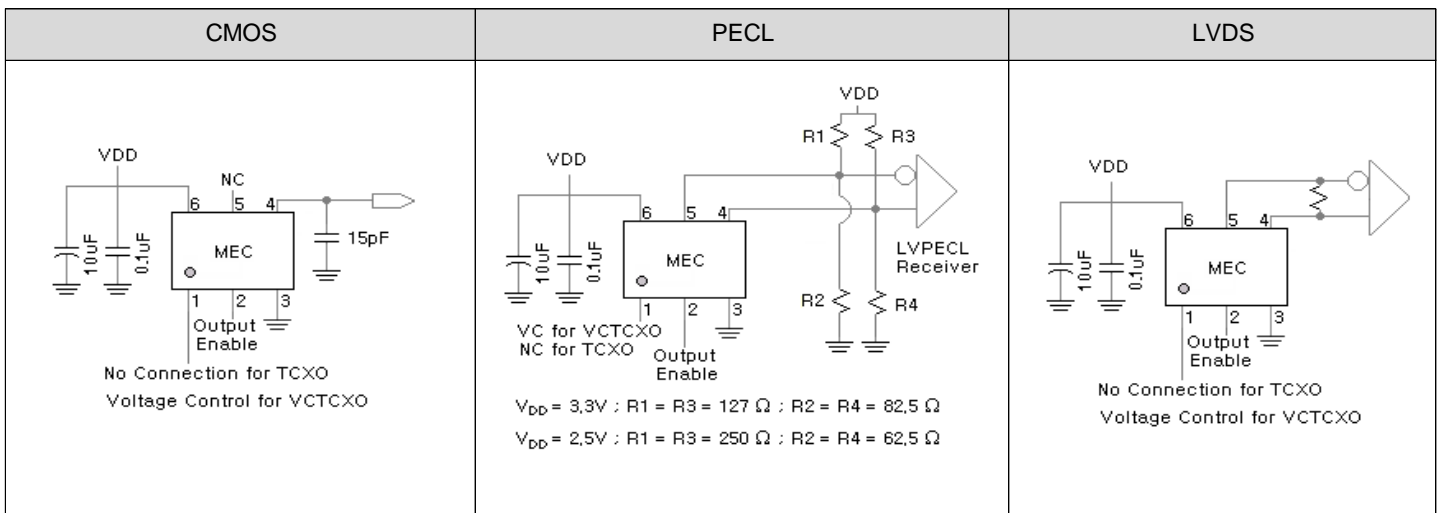 CMOS
PECL
LVDS
VDD
NC
6
5
4
10uF
0.1uF
MEC
15pF
1
2
3
Output
Enable
No Connection for TCXO
Voltage Control for VCTCXO
VDD
R1
R3
VDD
6
5
4
10uF
0.1uF
MEC
LVPECL
Receiver
R2
R4
1
2
3
VC for VCTCXO
NC for TCXO
Output
Enable
VDD = 3,3V ; R1 = R3 = 127 Ω ; R2 = R4 = 82,5 Ω
VDD = 2,5V ; R1 = R3 = 250 Ω ; R2 = R4 = 62,5 Ω
VDD
6
5
4
10uF
0.1uF
MEC
1
2
3
Output
Enable
No Connection for TCXO
Voltage Control for VCTCXO